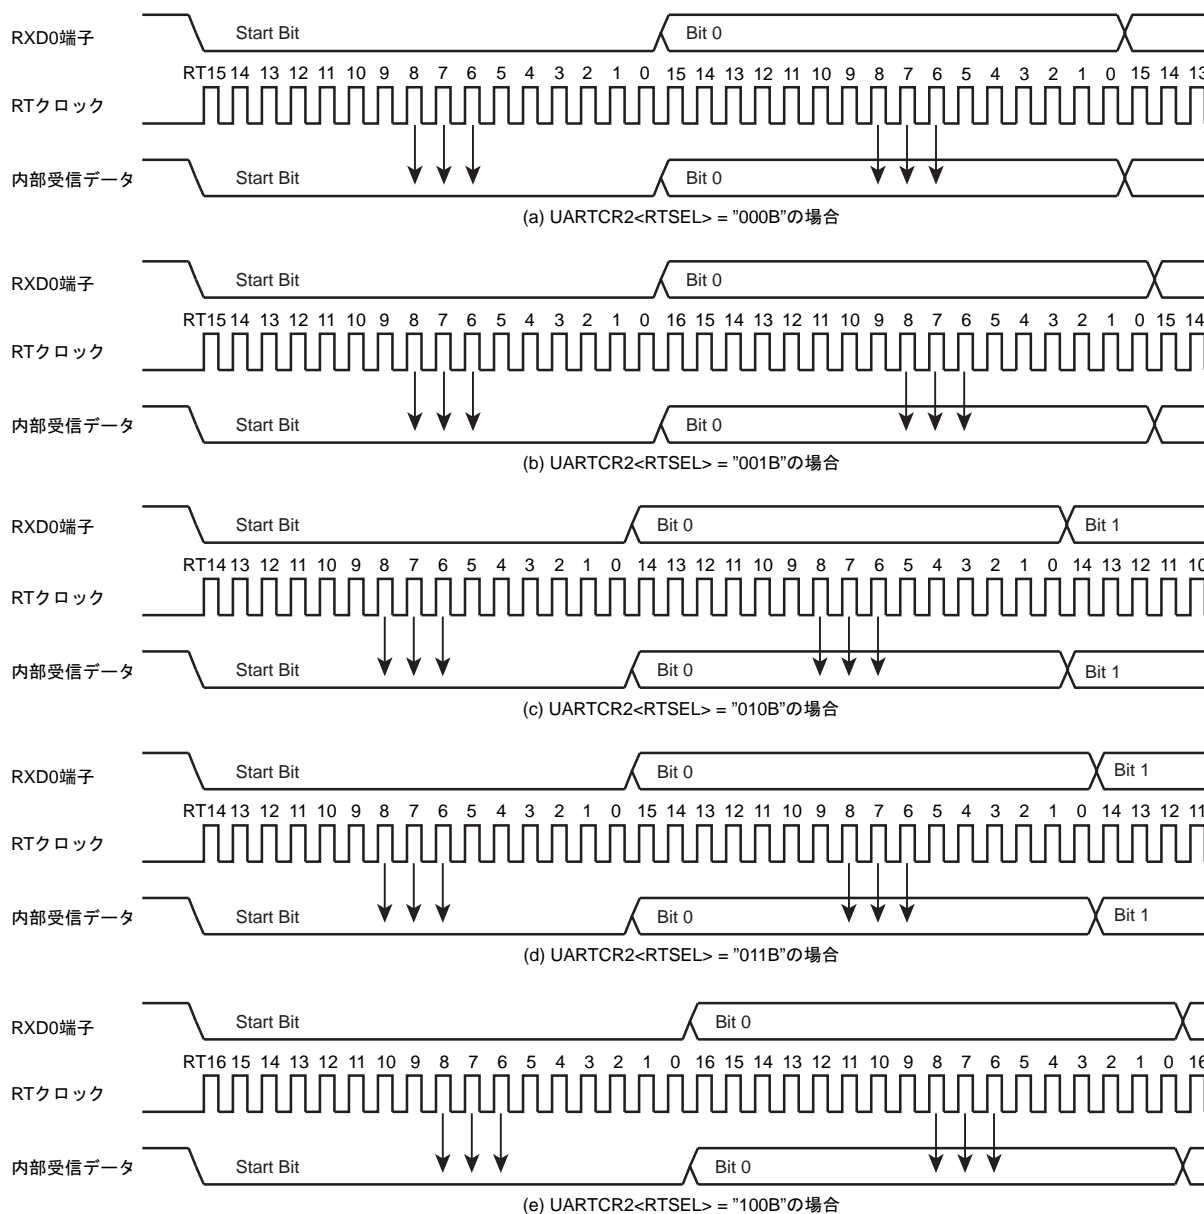 RXD0端子 Start Bit Bit 0
RT15 14 13 12 11 10 9 8 7 6 5 4 3 2 1 0 15 14 13 12 11 10 9 8 7 6 5 4 3 2 1 0 15 14 13
RTクロック
内部受信データ Start Bit Bit 0
(a) UARTCR2<RTSEL> = ”000B”の場合
RXD0端子 Start Bit Bit 0
RT15 14 13 12 11 10 9 8 7 6 5 4 3 2 1 0 16 15 14 13 12 11 10 9 8 7 6 5 4 3 2 1 0 15 14
RTクロック
内部受信データ Start Bit Bit 0
(b) UARTCR2<RTSEL> = ”001B”の場合
RXD0端子 Start Bit Bit 0 Bit 1
RT14 13 12 11 10 9 8 7 6 5 4 3 2 1 0 14 13 12 11 10 9 8 7 6 5 4 3 2 1 0 14 13 12 11 10
RTクロック
内部受信データ Start Bit Bit 0 Bit 1
(c) UARTCR2<RTSEL> = ”010B”の場合
RXD0端子 Start Bit Bit 0 Bit 1
RT14 13 12 11 10 9 8 7 6 5 4 3 2 1 0 15 14 13 12 11 10 9 8 7 6 5 4 3 2 1 0 14 13 12 11
RTクロック
内部受信データ Start Bit Bit 0 Bit 1
(d) UARTCR2<RTSEL> = ”011B”の場合
RXD0端子 Start Bit Bit 0
RT16 15 14 13 12 11 10 9 8 7 6 5 4 3 2 1 0 16 15 14 13 12 11 10 9 8 7 6 5 4 3 2 1 0 16
RTクロック
内部受信データ Start Bit Bit 0
(e) UARTCR2<RTSEL> = ”100B”の場合